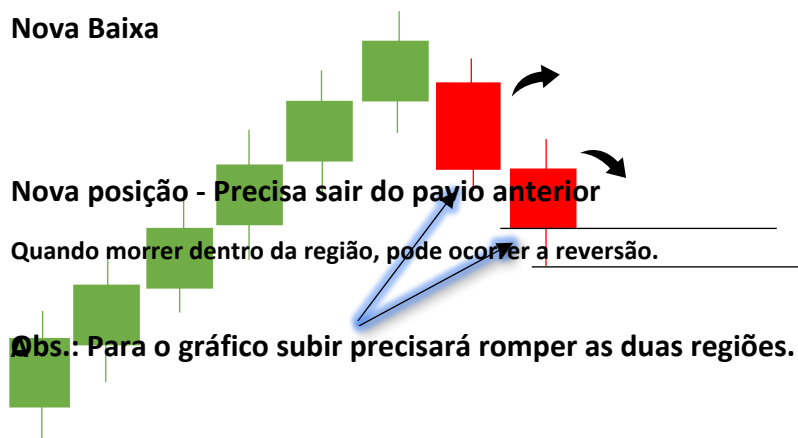 Nova Baixa
Nova posição - Precisa sair do pavio anterior
Quando morrer dentro da região, pode ocorrer a reversão.
Obs.: Para o gráfico subir precisará romper as duas regiões.